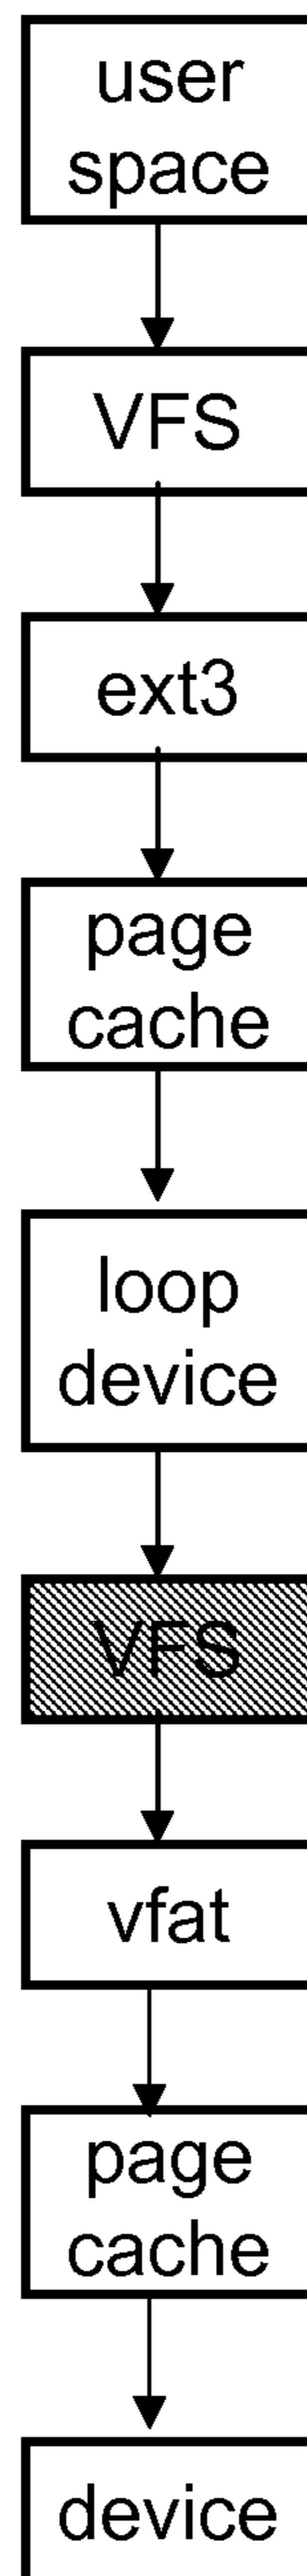 user
space
VFS
ext3
page
cache
loop
device
VFS
vfat
page
cache
device